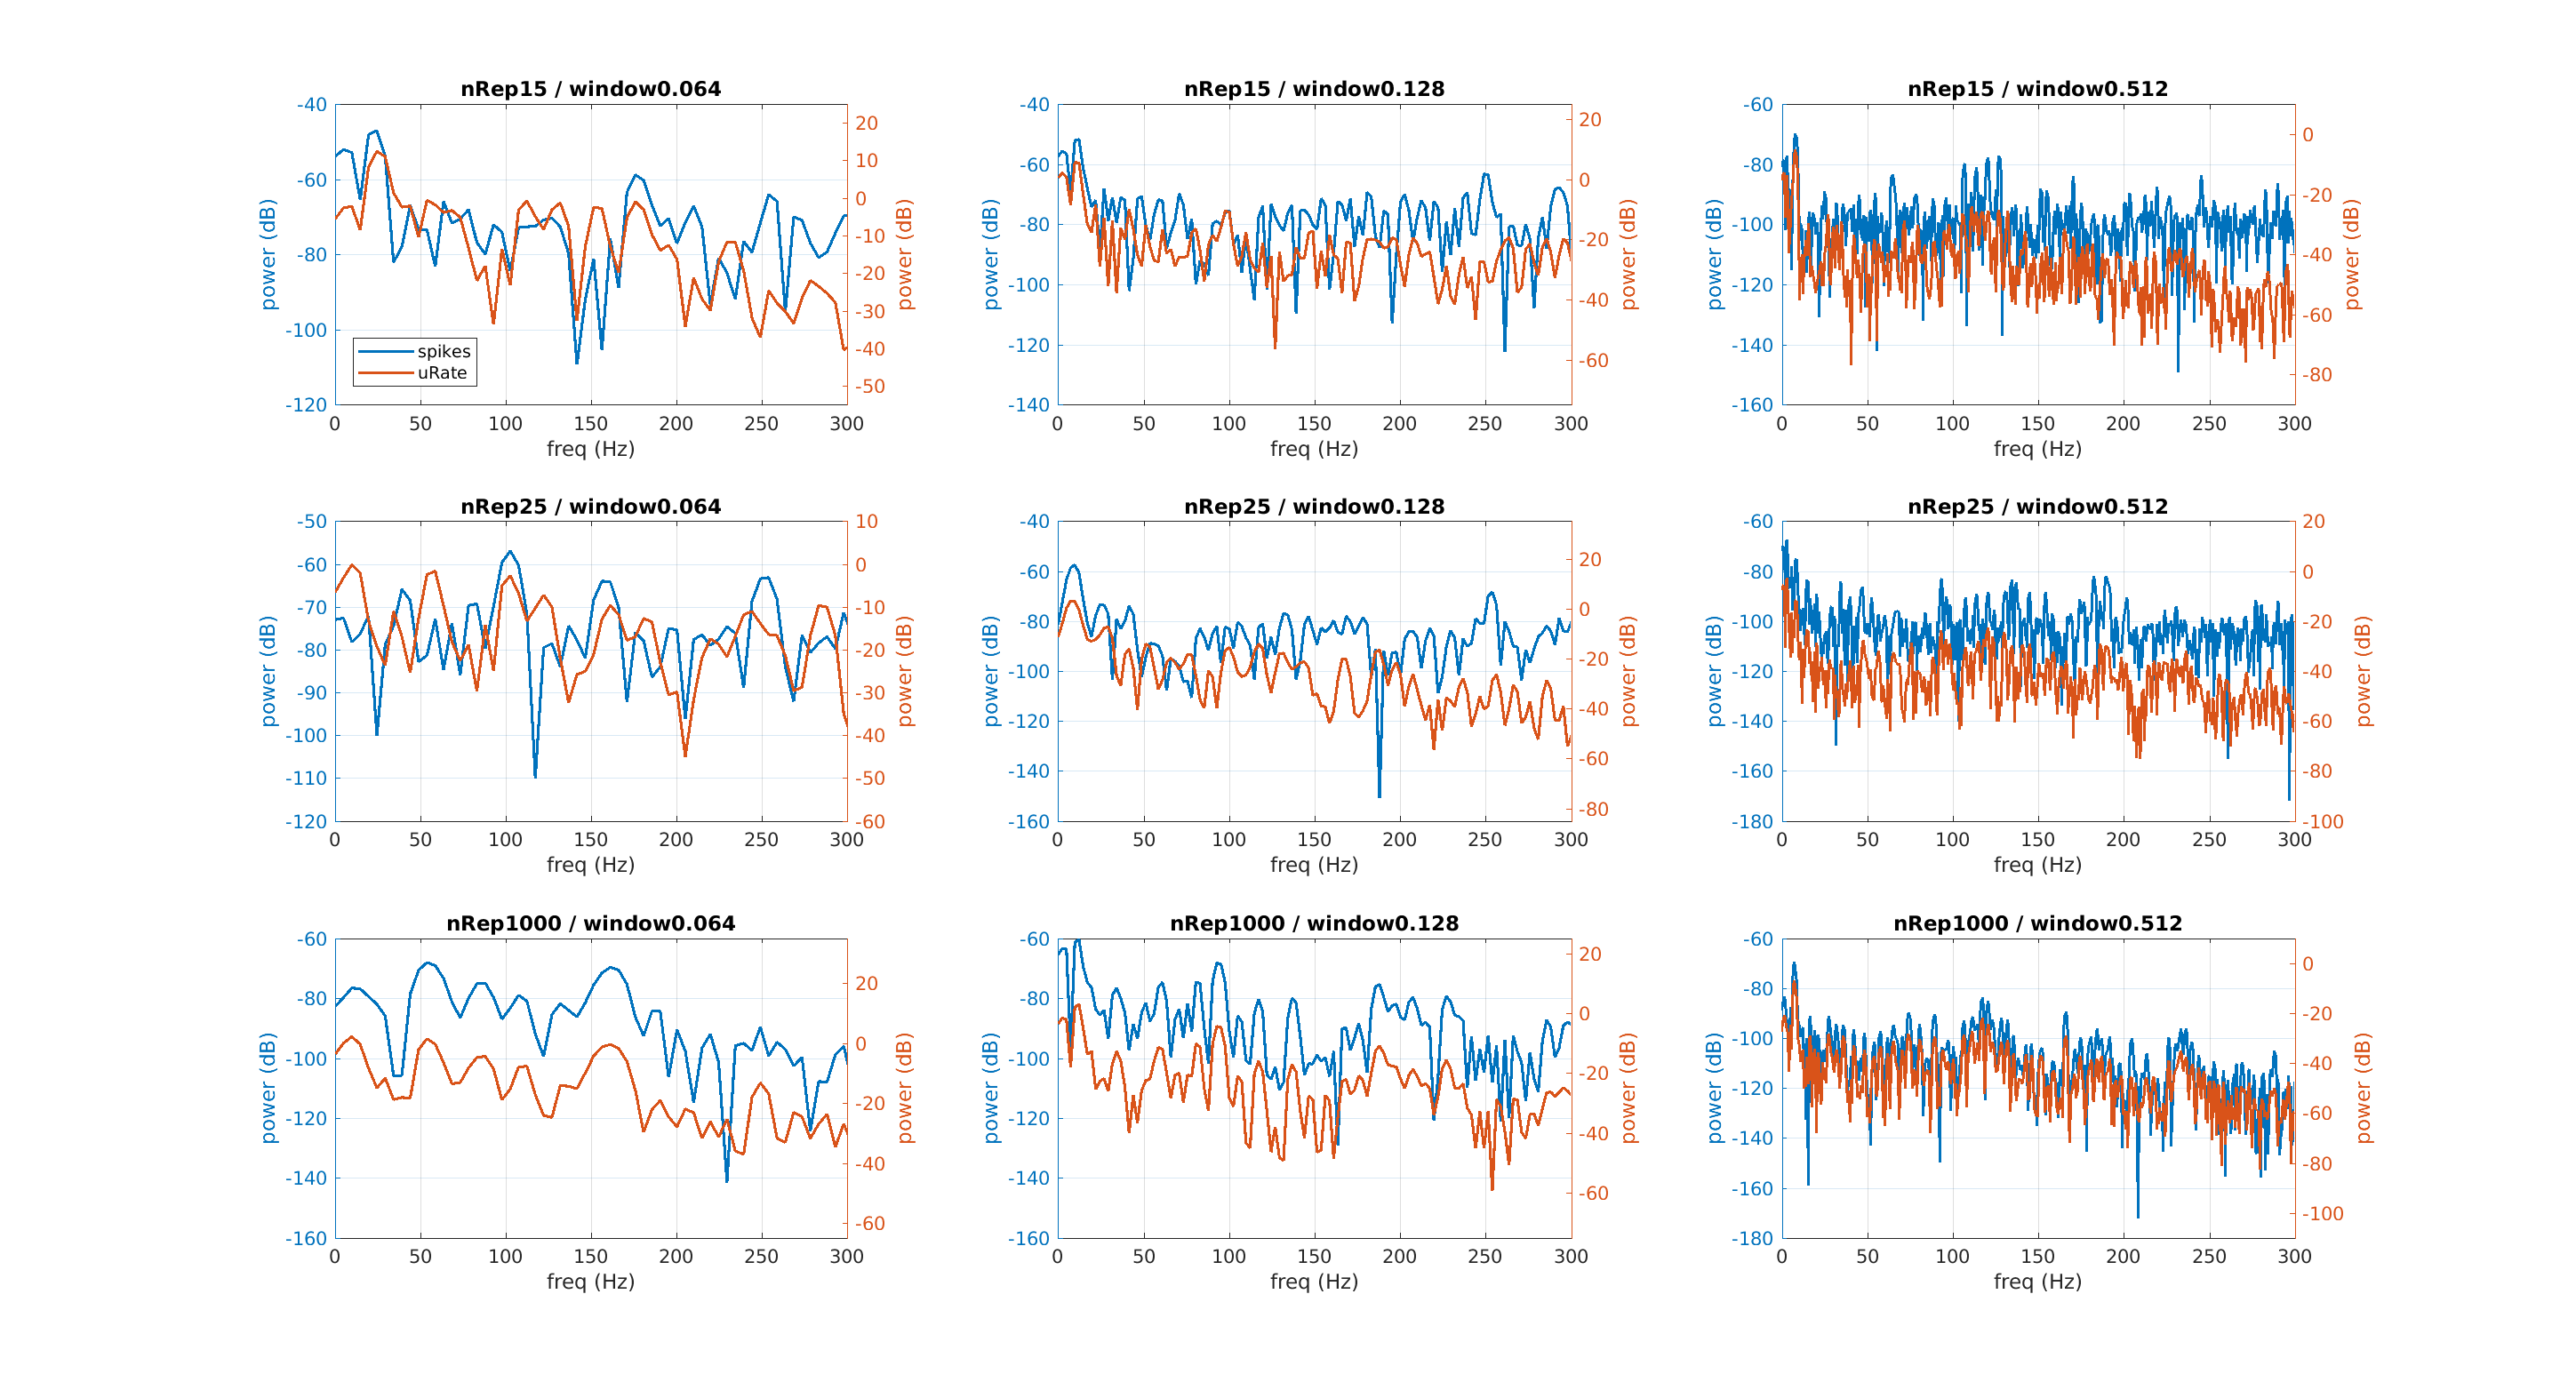 nRep15 / window0.064
-40
-60
-80
-100
-120
20
10
0
-10
-20
-30
-40
-50
power (dB)
power (dB)
spikes
uRate
0 50 100 150 200 250 300
freq (Hz)
nRep15 / window0.128
-40
-60
-80
-100
-120
-140
20
0
-20
-40
-60
power (dB)
power (dB)
0 50 100 150 200 250 300
freq (Hz)
nRep15 / window0.512
-60
-80
-100
-120
-140
-160
0
-20
-40
-60
-80
power (dB)
power (dB)
0 50 100 150 200 250 300
freq (Hz)
nRep25 / window0.064
-50
-60
-70
-80
-90
-100
-110
-120
10
0
-10
-20
-30
-40
-50
-60
power (dB)
power (dB)
0 50 100 150 200 250 300
freq (Hz)
nRep25 / window0.128
-40
-60
-80
-100
-120
-140
-160
20
0
-20
-40
-60
-80
power (dB)
power (dB)
0 50 100 150 200 250 300
freq (Hz)
nRep25 / window0.512
-60
-80
-100
-120
-140
-160
-180
20
0
-20
-40
-60
-80
-100
power (dB)
power (dB)
0 50 100 150 200 250 300
freq (Hz)
nRep1000 / window0.064
-60
-80
-100
-120
-140
-160
20
0
-20
-40
-60
power (dB)
power (dB)
0 50 100 150 200 250 300
freq (Hz)
nRep1000 / window0.128
-60
-80
-100
-120
-140
-160
20
0
-20
-40
-60
power (dB)
power (dB)
0 50 100 150 200 250 300
freq (Hz)
nRep1000 / window0.512
-60
-80
-100
-120
-140
-160
-180
0
-20
-40
-60
-80
-100
power (dB)
power (dB)
0 50 100 150 200 250 300
freq (Hz)